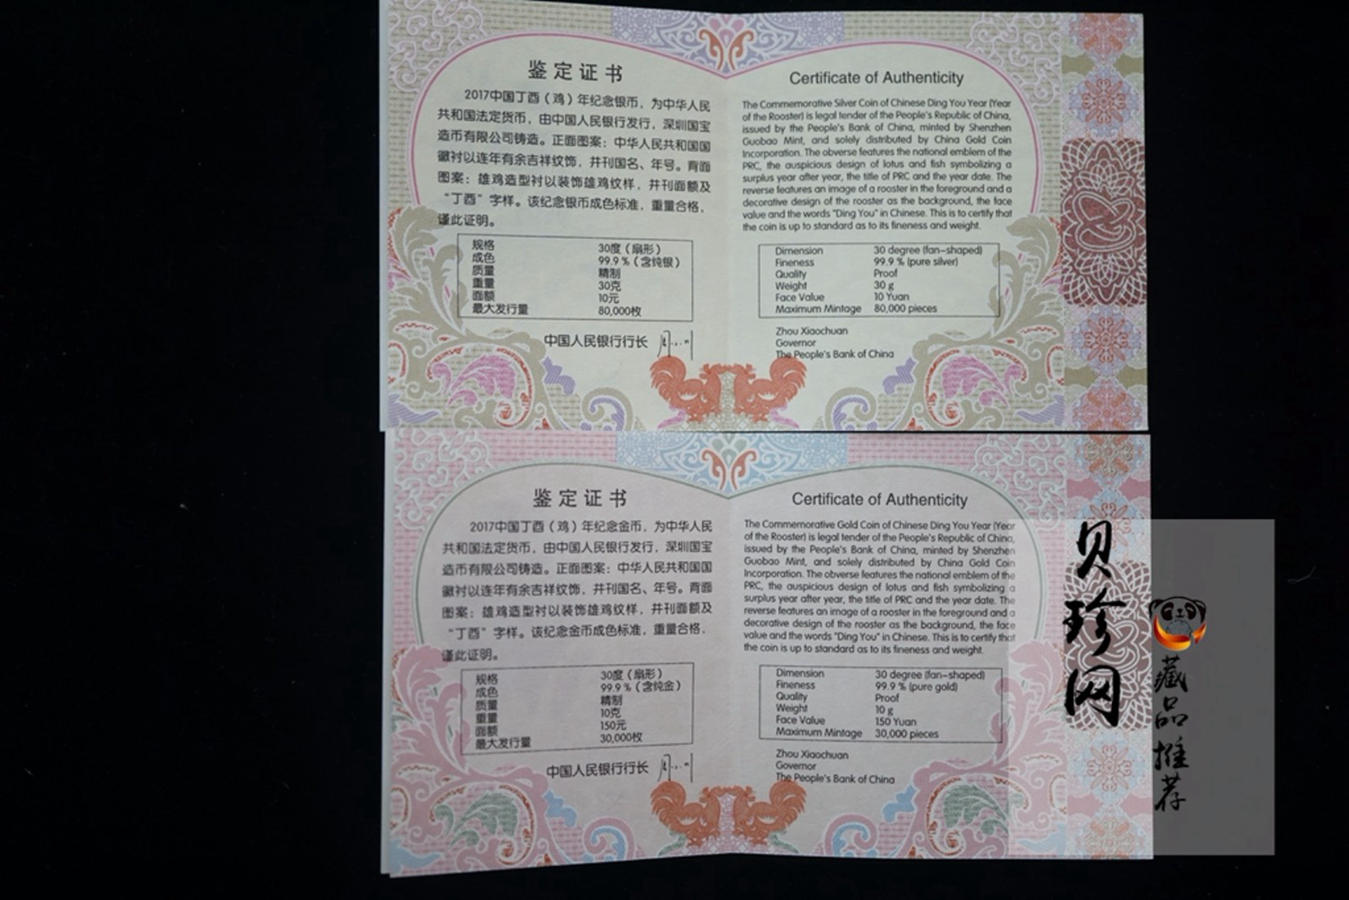 鉴定证书
2017中国丁酉（鸡）年纪念银币，为中华人民
共和国法定货币，由中国人民银行发行，深圳国宝
造币有限公司铸造。正面图案：中华人民共和国国
徽衬以连年有余吉祥纹饰，并刊国名、年号。背面
图案：雄鸡造型衬以装饰雄鸡纹样，并刊面额及
“丁酉”字样。该纪念银币成色标准，重量合格，
谨此证明。
规格 30度（扇形）
成色 99.9％（含纯银）
质量 精制
重量 30克
面额 10元
最大发行量 80,000枚
中国人民银行行长
Certificate of Authenticity
The Commemorative Silver Coin of Chinese Ding You Year (Year
of the Rooster) is legal tender of the People's Republic of China,
issued by the People's Bank of China, minted by Shenzhen
Guobao Mint, and solely distributed by China Gold Coin
Incorporation. The obverse features the national emblem of the
PRC, the auspicious design of lotus and fish symbolizing a
surplus year after year, the title of PRC and the year date. The
reverse features an image of a rooster in the foreground and a
decorative design of the rooster as the background, the face
value and the words "Ding You" in Chinese. This is to certify that
the coin is up to standard as to its fineness and weight.
Dimension 30 degree (fan-shaped)
Fineness 99.9 % (pure silver)
Quality Proof
Weight 30 g
Face Value 10 Yuan
Maximum Mintage 80,000 pieces
Zhou Xiaochuan
Governor
The People's Bank of China
鉴定证书
2017中国丁酉（鸡）年纪念金币，为中华人民
共和国法定货币，由中国人民银行发行，深圳国宝
造币有限公司铸造。正面图案：中华人民共和国国
徽衬以连年有余吉祥纹饰，并刊国名、年号。背面
图案：雄鸡造型衬以装饰雄鸡纹样，并刊面额及
“丁酉”字样。该纪念金币成色标准，重量合格，
谨此证明。
规格 30度（扇形）
成色 99.9％（含纯金）
质量 精制
重量 10克
面额 150元
最大发行量 30,000枚
中国人民银行行长
Certificate of Authenticity
The Commemorative Gold Coin of Chinese Ding You Year (Year
of the Rooster) is legal tender of the People's Republic of China,
issued by the People's Bank of China, minted by Shenzhen
Guobao Mint, and solely distributed by China Gold Coin
Incorporation. The obverse features the national emblem of the
PRC, the auspicious design of lotus and fish symbolizing a
surplus year after year, the title of PRC and the year date. The
reverse features an image of a rooster in the foreground and a
decorative design of the rooster as the background, the face
value and the words "Ding You" in Chinese. This is to certify that
the coin is up to standard as to its fineness and weight.
Dimension 30 degree (fan-shaped)
Fineness 99.9 % (pure gold)
Quality Proof
Weight 10 g
Face Value 150 Yuan
Maximum Mintage 30,000 pieces
Zhou Xiaochuan
Governor
The People's Bank of China
贝珍网
藏品推荐